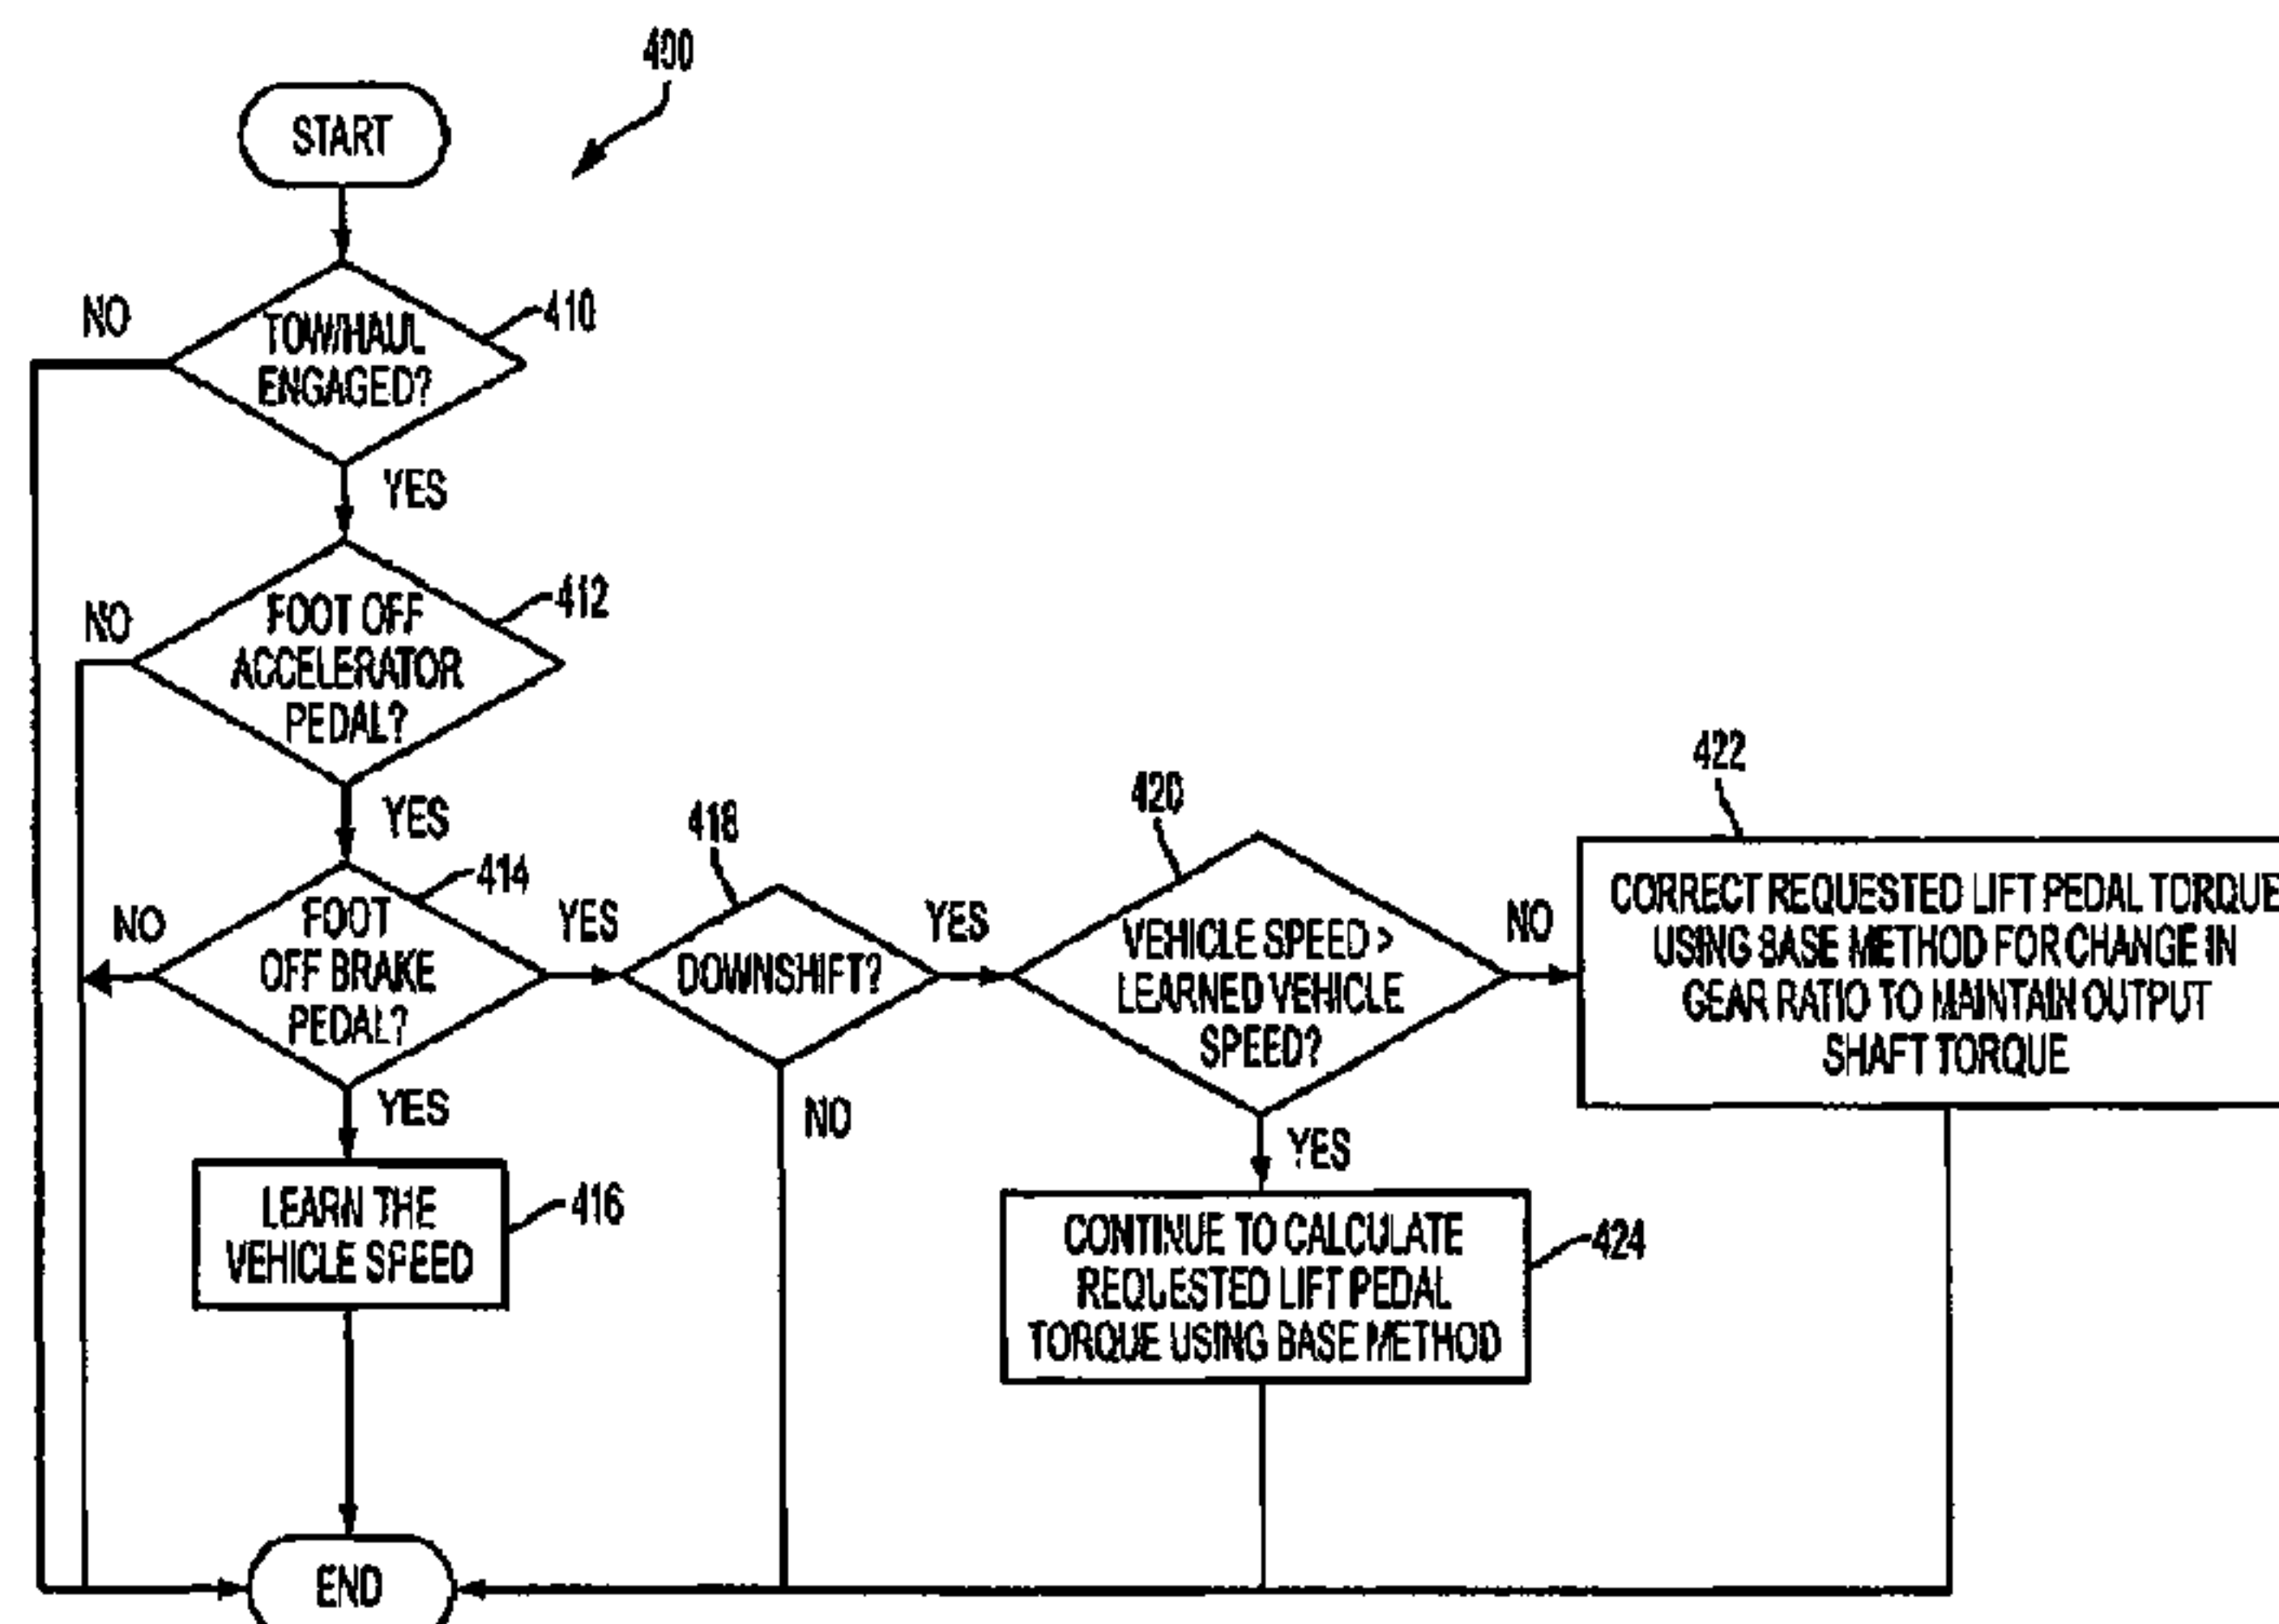 400
START
NO
TOW/HAUL
ENGAGED?
410
YES
NO
FOOT OFF
ACCELERATOR
PEDAL?
412
YES
NO
FOOT
OFF BRAKE
PEDAL?
414
YES
YES
LEARN THE
VEHICLE SPEED
416
418
DOWNSHIFT?
YES
NO
420
VEHICLE SPEED >
LEARNED VEHICLE
SPEED?
NO
YES
422
CORRECT REQUESTED LIFT PEDAL TORQUE
USING BASE METHOD FOR CHANGE IN
GEAR RATIO TO MAINTAIN OUTPUT
SHAFT TORQUE
CONTINUE TO CALCULATE
REQUESTED LIFT PEDAL
TORQUE USING BASE METHOD
424
END